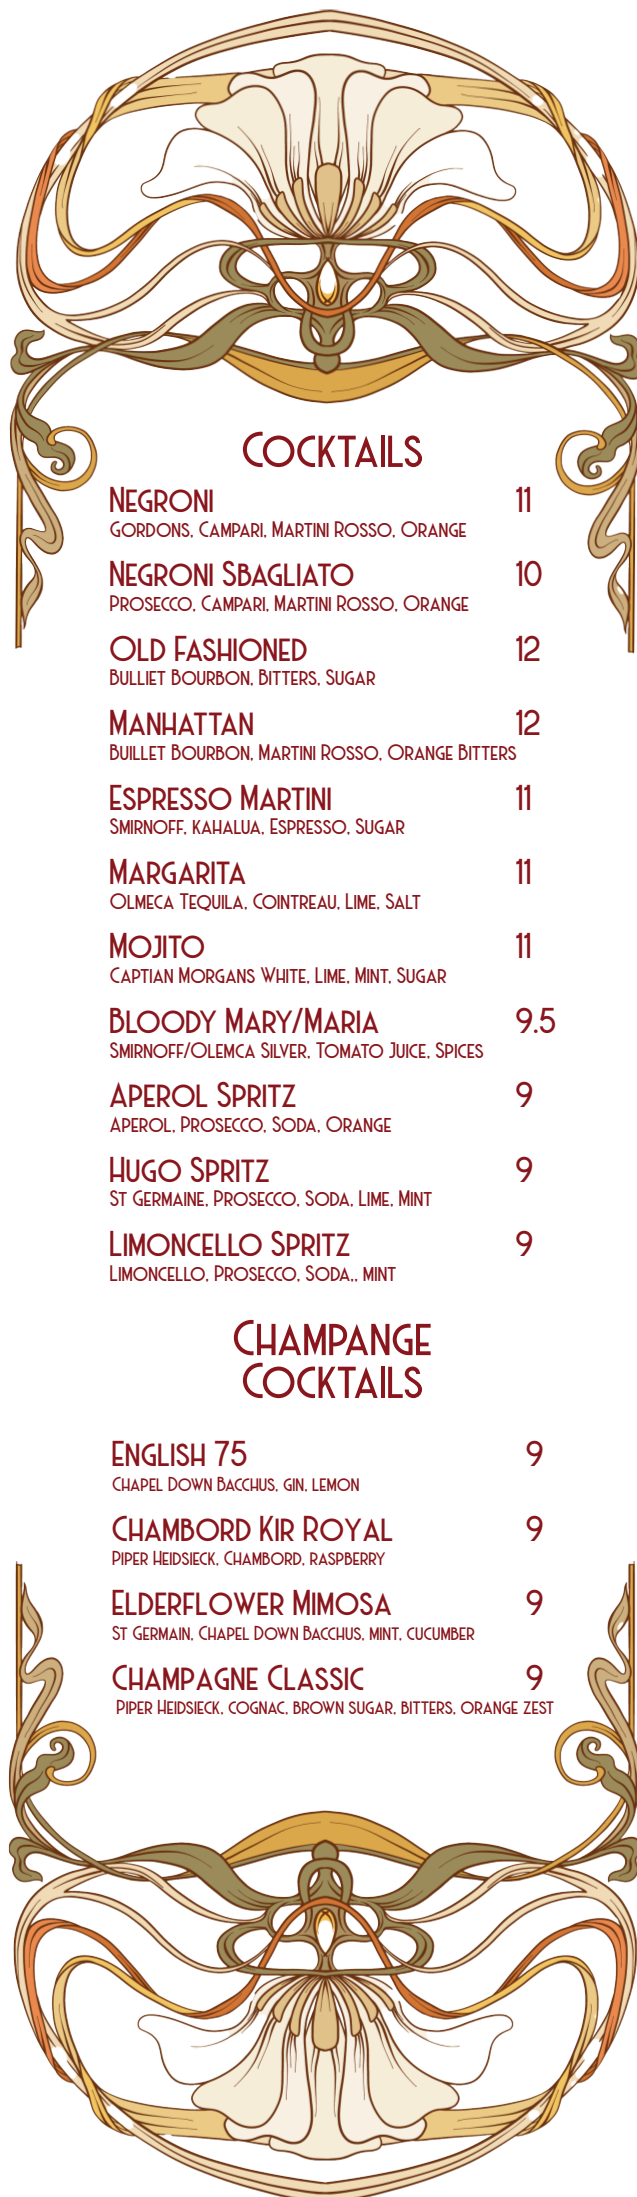 Cocktails
Negroni 11
Gordons, Campari, Martini Rosso, Orange
Negroni Sbagliato 10
Prosecco, Campari, Martini Rosso, Orange
Old Fashioned 12
Bulliet Bourbon, Bitters, Sugar
Manhattan 12
Buillet Bourbon, Martini Rosso, Orange Bitters
Espresso Martini 11
Smirnoff, kahalua, Espresso, Sugar
Margarita 11
Olmeca Tequila, Cointreau, Lime, Salt
Mojito 11
Captian Morgans White, Lime, Mint, Sugar
Bloody Mary/Maria 9.5
Smirnoff/Olemca Silver, Tomato Juice, Spices
Aperol Spritz 9
Aperol, Prosecco, Soda, Orange
Hugo Spritz 9
St Germaine, Prosecco, Soda, Lime, Mint
Limoncello Spritz 9
Limoncello, Prosecco, Soda,, mint
Champange
Cocktails
English 75 9
Chapel Down Bacchus, gin, lemon
Chambord Kir Royal 9
Piper Heidsieck, Chambord, raspberry
Elderflower Mimosa 9
St Germain, Chapel Down Bacchus, mint, cucumber
Champagne Classic 9
Piper Heidsieck, cognac, brown sugar, bitters, orange zest